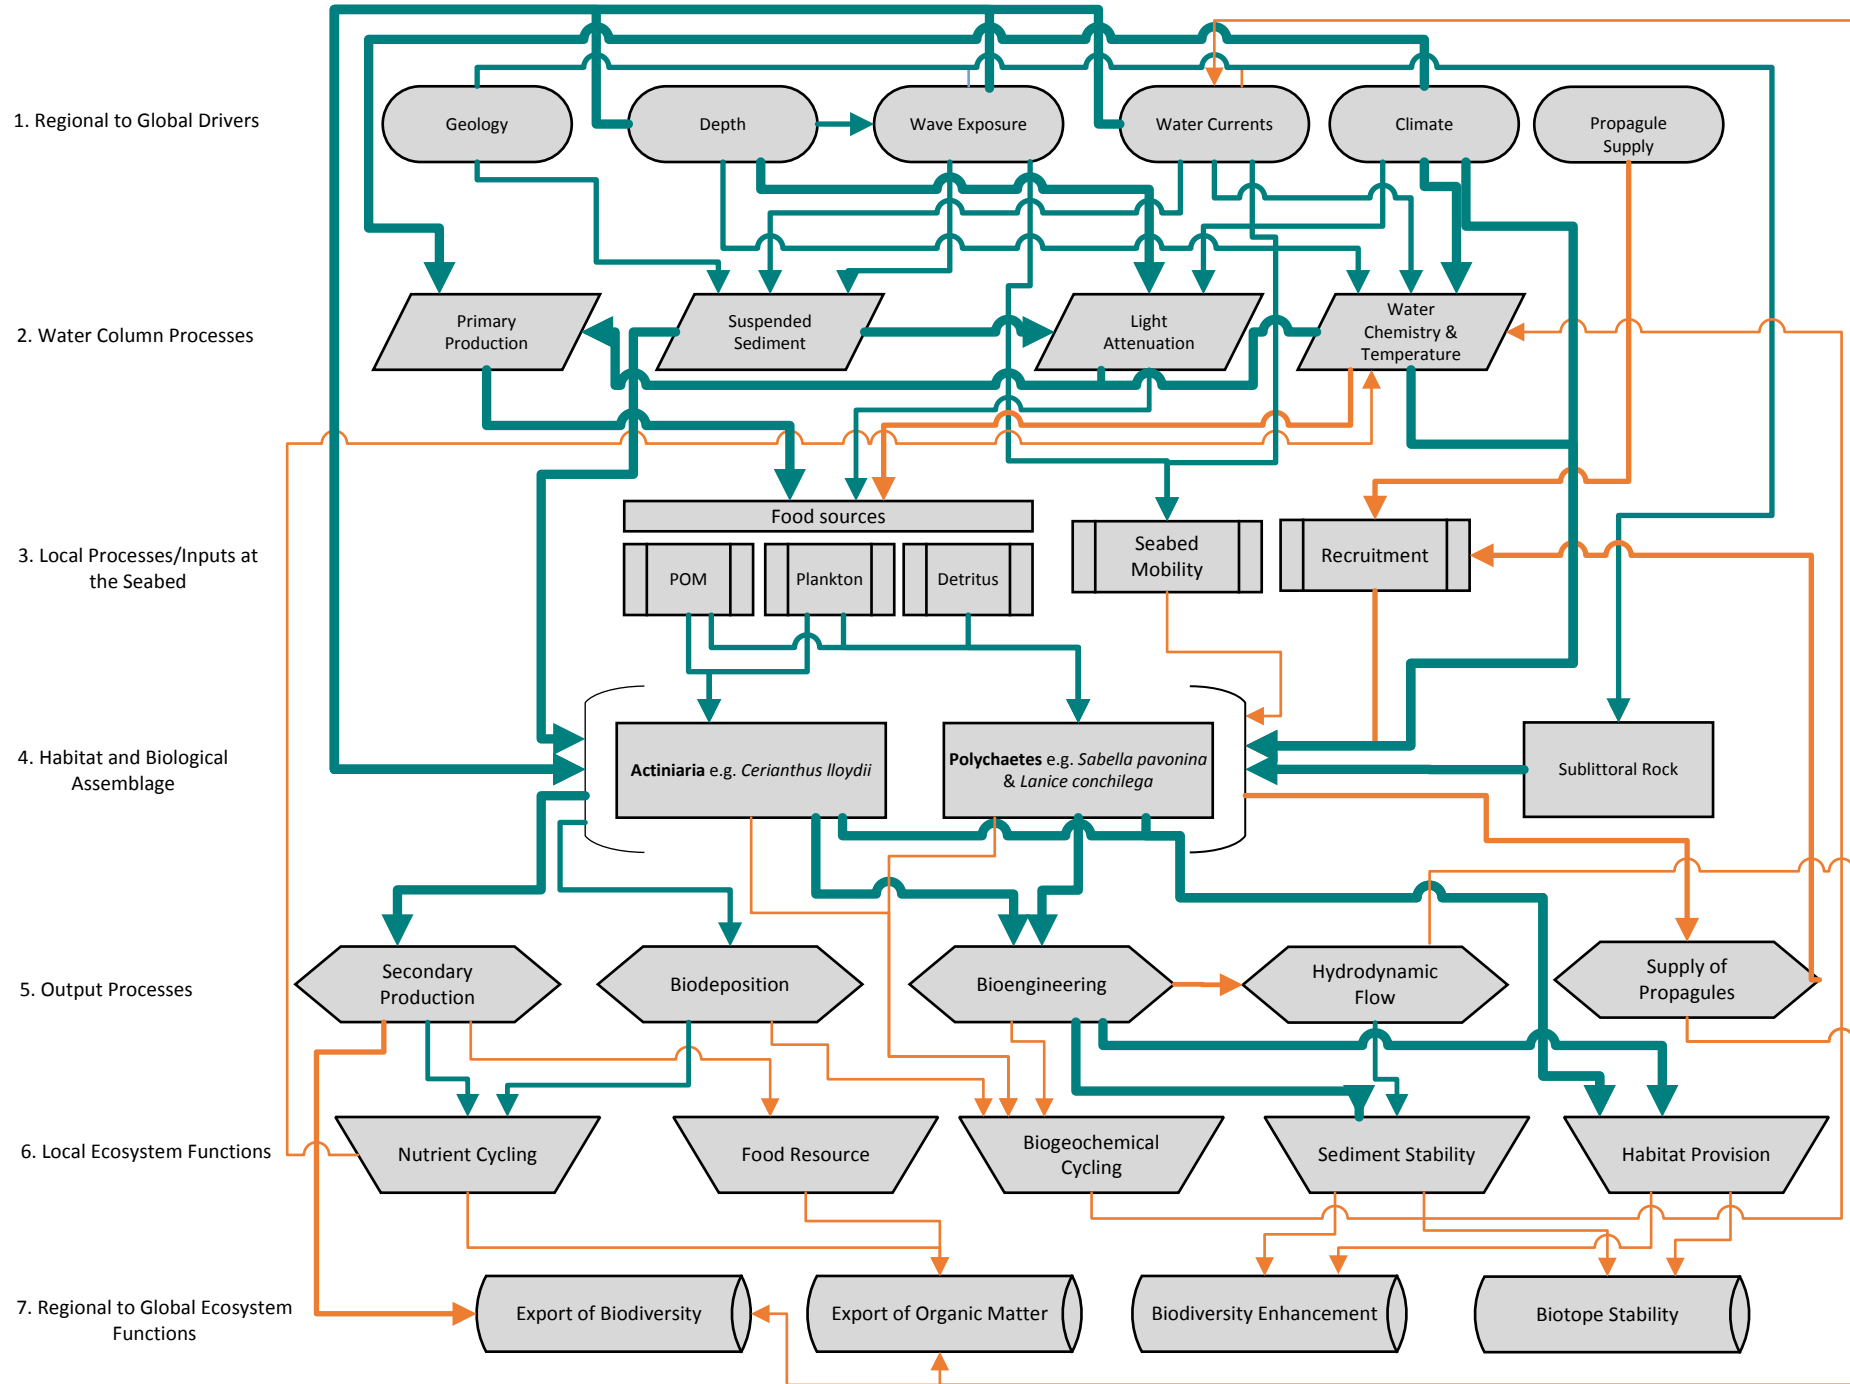 1. Regional to Global Drivers
Geology
Depth
Wave Exposure
Water Currents
Climate
Propagule
Supply
2. Water Column Processes
Primary
Production
Suspended
Sediment
Light
Attenuation
Water
Chemistry &
Temperature
3. Local Processes/Inputs at
the Seabed
Food sources
POM
Plankton
Detritus
Seabed
Mobility
Recruitment
4. Habitat and Biological
Assemblage
Actiniaria e.g. Cerianthus lloydii
Polychaetes e.g. Sabella pavonina
& Lanice conchilega
Sublittoral Rock
5. Output Processes
Secondary
Production
Biodeposition
Bioengineering
Hydrodynamic
Flow
Supply of
Propagules
6. Local Ecosystem Functions
Nutrient Cycling
Food Resource
Biogeochemical
Cycling
Sediment Stability
Habitat Provision
7. Regional to Global Ecosystem
Functions
Export of Biodiversity
Export of Organic Matter
Biodiversity Enhancement
Biotope Stability